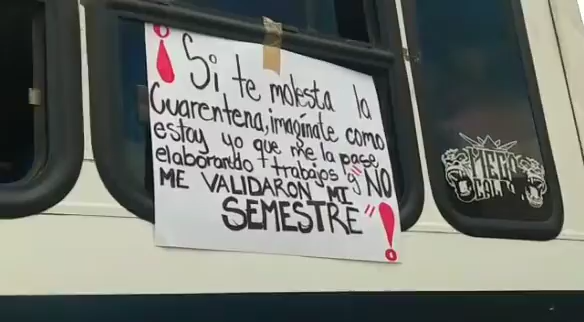 ¡Si te molesta la
Cuarentena, imagínate como
estoy yo que me la pase
elaborando + trabajos y "NO
ME VALIDARON MI
SEMESTRE"!
MEGA